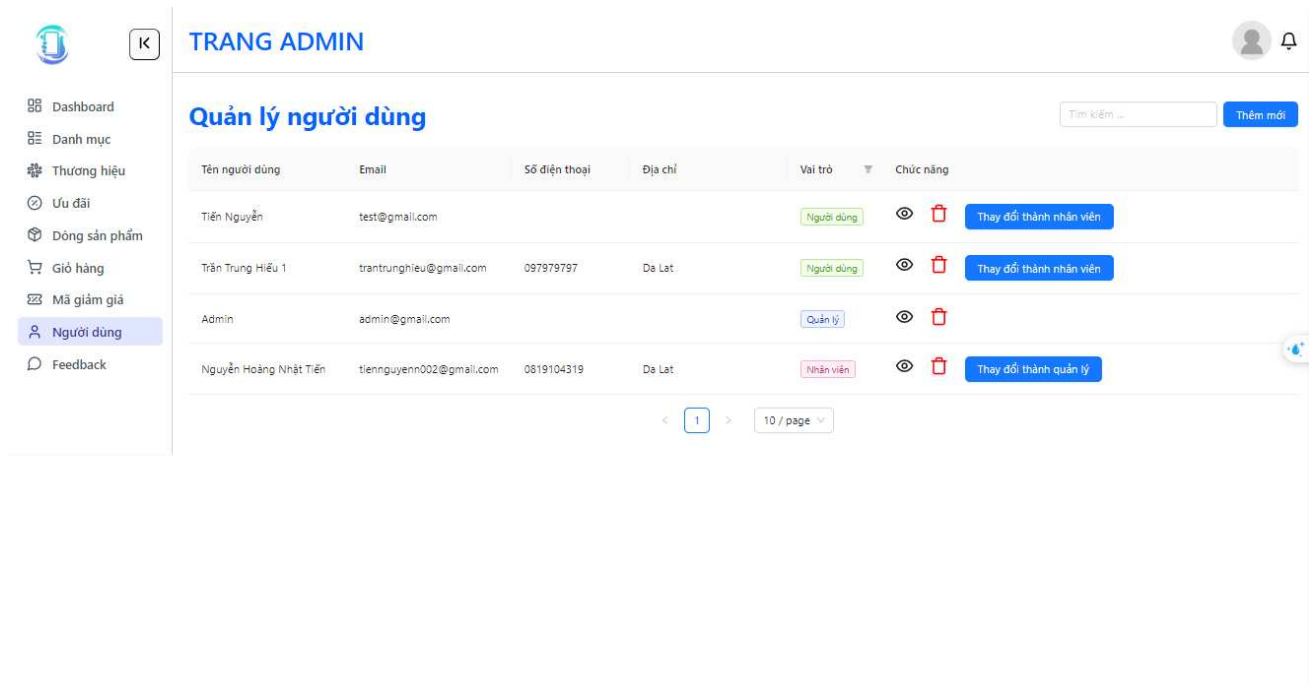 TRANG ADMIN
Dashboard
Danh mục
Thương hiệu
Ưu đãi
Dòng sản phẩm
Giỏ hàng
Mã giảm giá
Người dùng
Feedback
Quản lý người dùng
Tìm kiếm ...
Thêm mới
Tên người dùng Email Số điện thoại Địa chỉ Vai trò Chức năng
Tiến Nguyễn test@gmail.com Người dùng Thay đổi thành nhân viên
Trần Trung Hiếu 1 trantrunghieu@gmail.com 097979797 Da Lat Người dùng Thay đổi thành nhân viên
Admin admin@gmail.com Quản lý
Nguyễn Hoàng Nhật Tiến tiennguyenn002@gmail.com 0819104319 Da Lat Nhân viên Thay đổi thành quản lý
< 1 > 10 / page